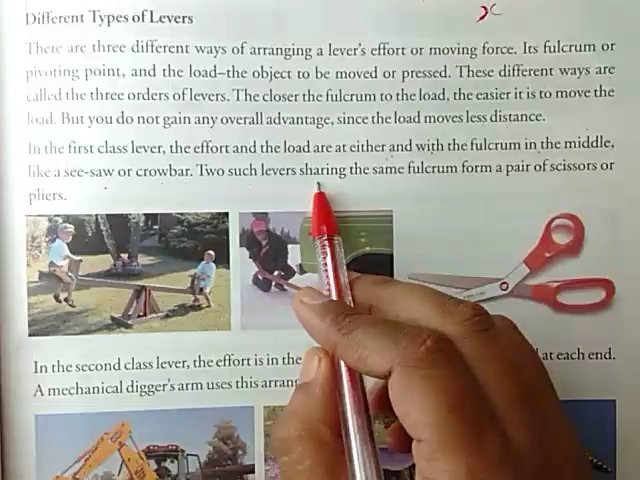 Different Types of Levers
There are three different ways of arranging a lever's effort or moving force. Its fulcrum or
pivoting point, and the load–the object to be moved or pressed. These different ways are
called the three orders of levers. The closer the fulcrum to the load, the easier it is to move the
load. But you do not gain any overall advantage, since the load moves less distance.
In the first class lever, the effort and the load are at either and with the fulcrum in the middle,
like a see-saw or crowbar. Two such levers sharing the same fulcrum form a pair of scissors or
pliers.
In the second class lever, the effort is in the at each end.
A mechanical digger's arm uses this